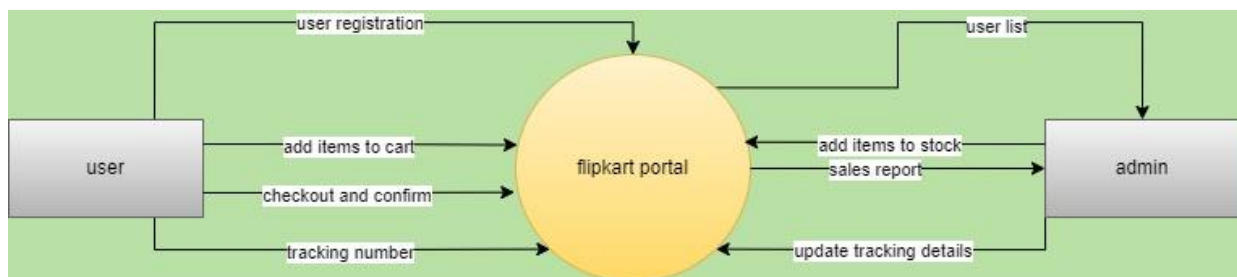 user registration
user list
user
add items to cart
flipkart portal
add items to stock
sales report
admin
checkout and confirm
tracking number
update tracking details